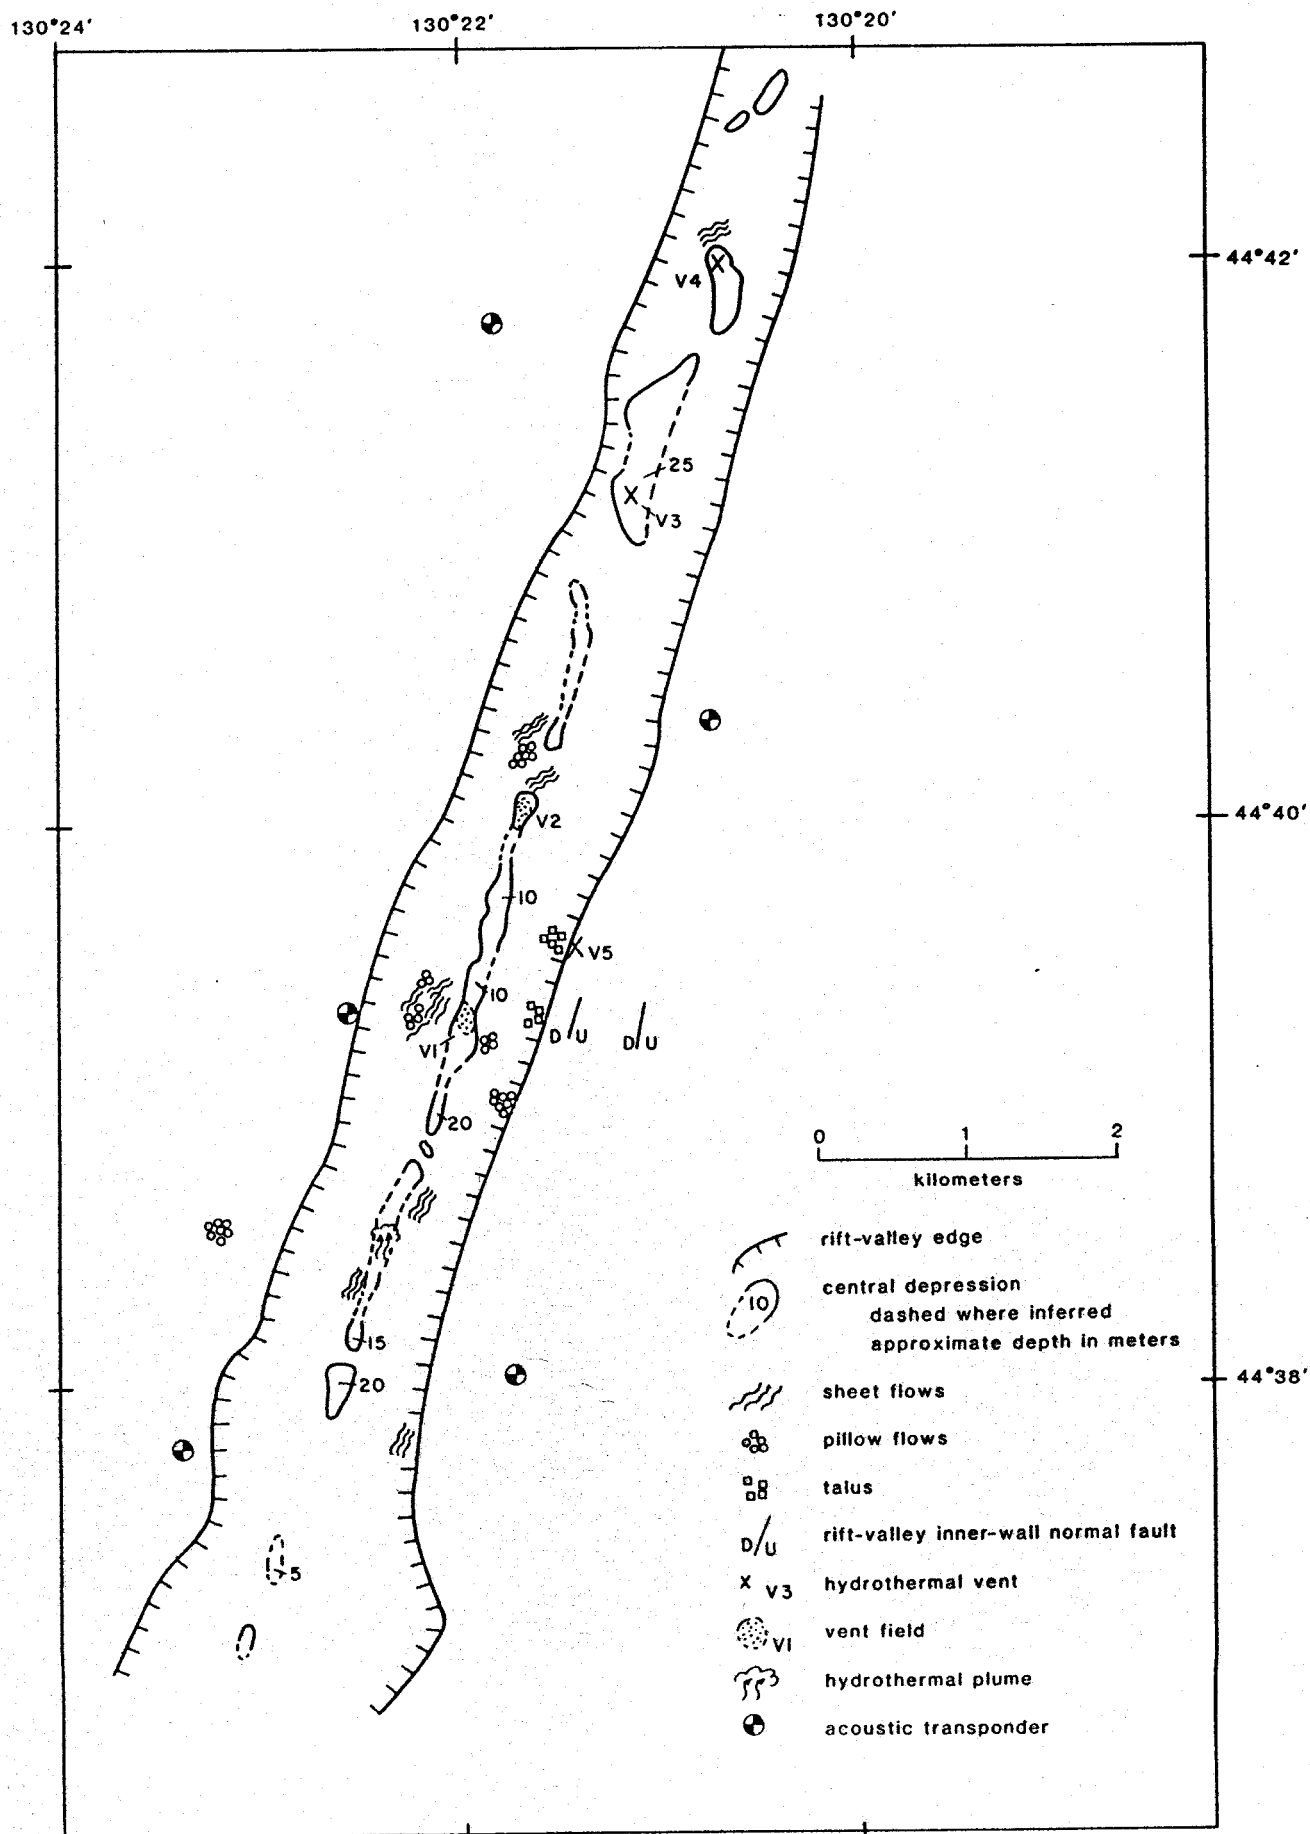 130°24'
130°22'
130°20'
44°42'
V4
25
V3
V2
44°40'
10
V5
10
V1
D/U
D/U
20
0 1 2
kilometers
15
20
44°38'
5
rift-valley edge
10
central depression
dashed where inferred
approximate depth in meters
sheet flows
pillow flows
talus
D/U
rift-valley inner-wall normal fault
x V3
hydrothermal vent
V1
vent field
hydrothermal plume
acoustic transponder